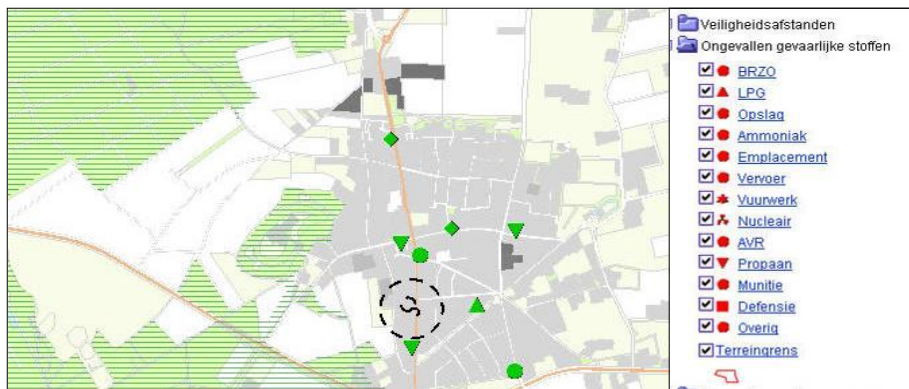 Veiligheidsafstanden
Ongevallen gevaarlijke stoffen
BRZO
LPG
Opslag
Ammoniak
Emplacement
Vervoer
Vuurwerk
Nucleair
AVR
Propaan
Munitie
Defensie
Overig
Terreingrens